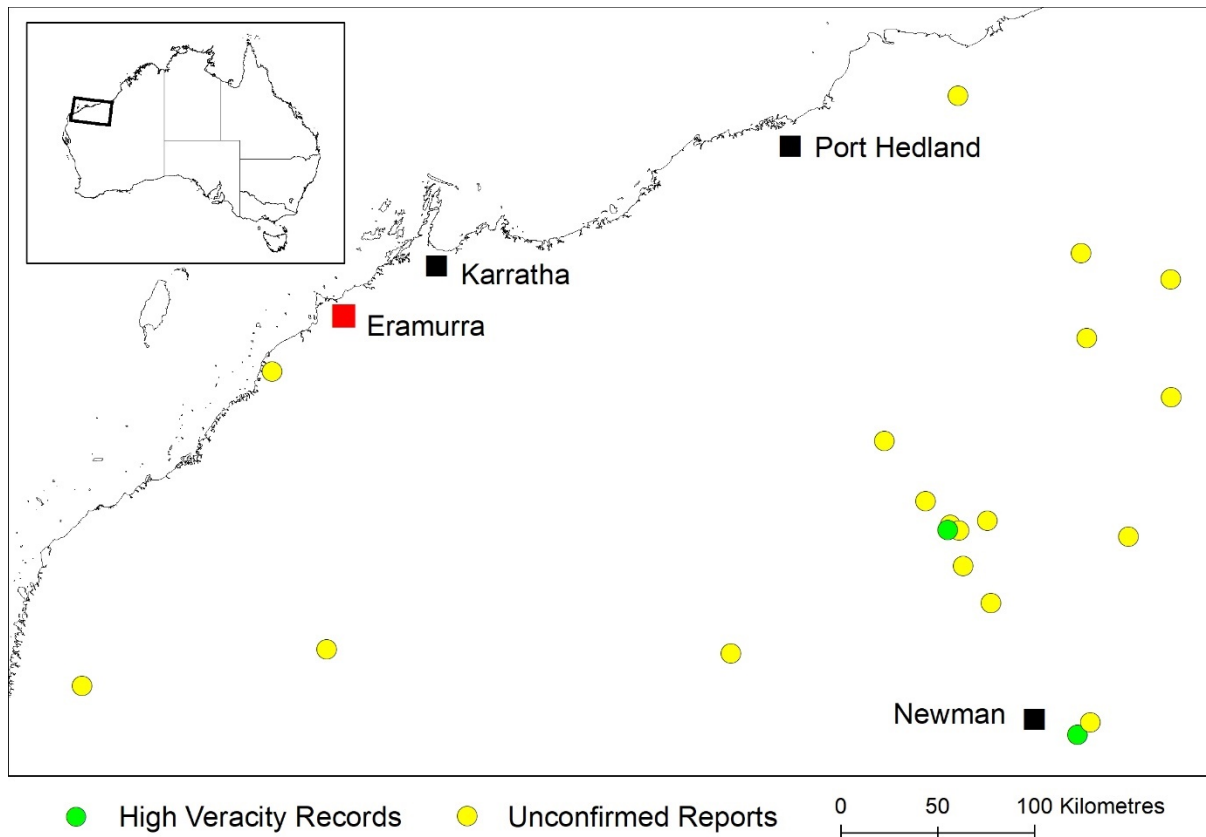 Port Hedland
Karratha
Eramurra
Newman
High Veracity Records
Unconfirmed Reports
0 50 100 Kilometres